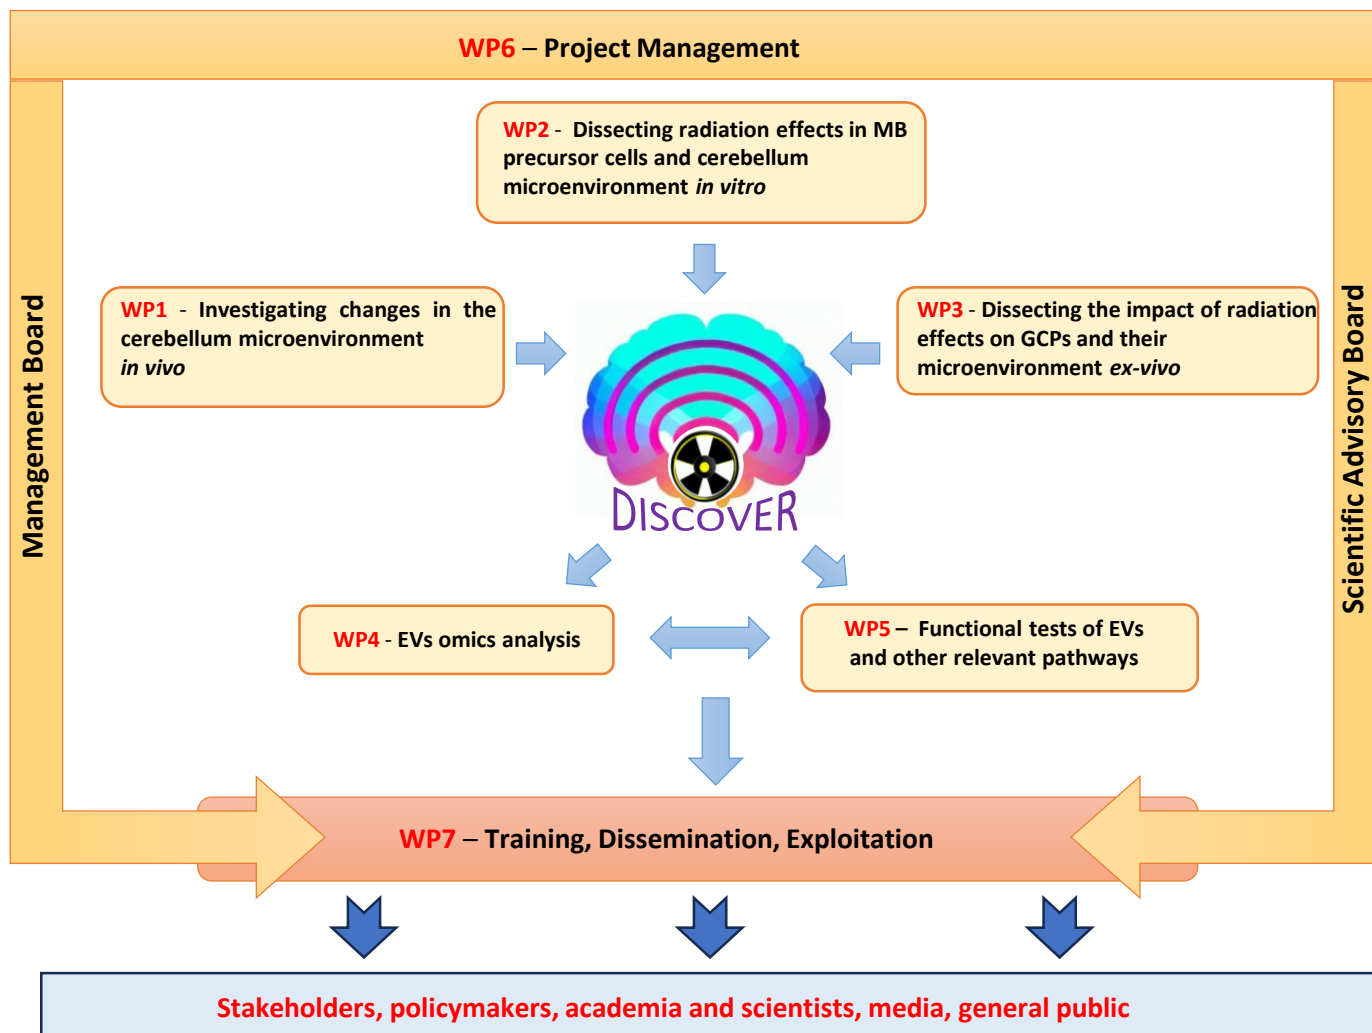 WP6 – Project Management
WP2 - Dissecting radiation effects in MB
precursor cells and cerebellum
microenvironment in vitro
Management Board
WP1 - Investigating changes in the
cerebellum microenvironment
in vivo
WP3 - Dissecting the impact of radiation
effects on GCPs and their
microenvironment ex-vivo
Scientific Advisory Board
DISCOVER
WP4 - EVs omics analysis
WP5 – Functional tests of EVs
and other relevant pathways
WP7 – Training, Dissemination, Exploitation
Stakeholders, policymakers, academia and scientists, media, general public